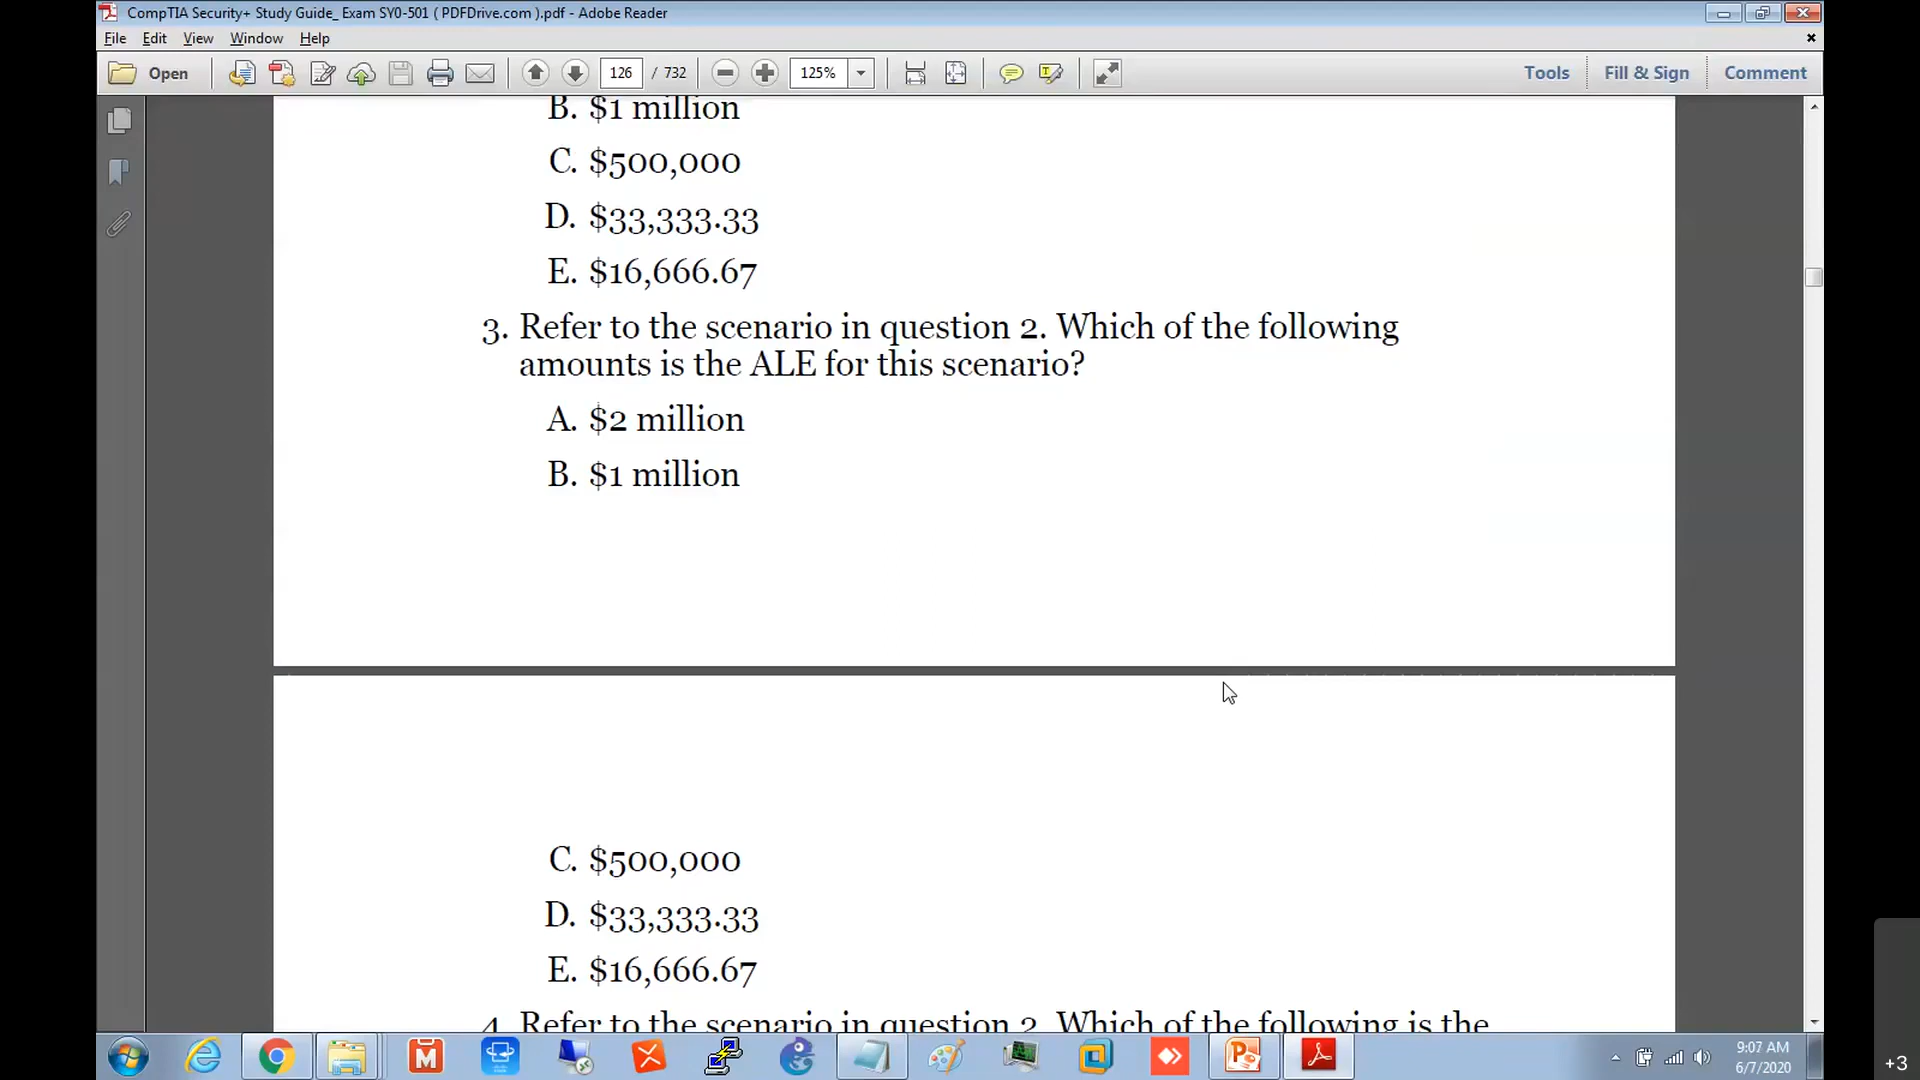 CompTIA Security+ Study Guide_ Exam SY0-501 ( PDFDrive.com ).pdf - Adobe Reader
File Edit View Window Help
Open 126 / 732 125% Tools Fill & Sign Comment
B. $1 million
C. $500,000
D. $33,333.33
E. $16,666.67
3. Refer to the scenario in question 2. Which of the following
amounts is the ALE for this scenario?
A. $2 million
B. $1 million
C. $500,000
D. $33,333.33
E. $16,666.67
4. Refer to the scenario in question 2. Which of the following is the
9:07 AM
6/7/2020
+3